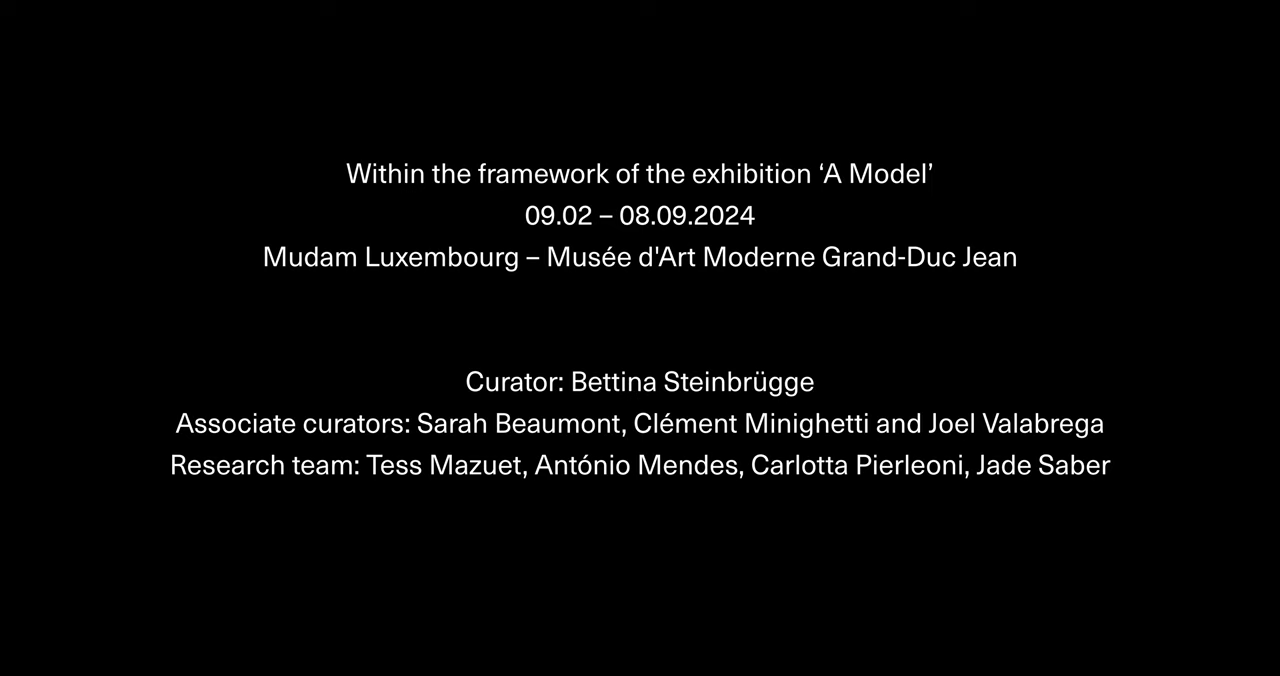 Within the framework of the exhibition ‘A Model’
09.02 – 08.09.2024
Mudam Luxembourg – Musée d'Art Moderne Grand-Duc Jean
Curator: Bettina Steinbrügge
Associate curators: Sarah Beaumont, Clément Minighetti and Joel Valabrega
Research team: Tess Mazuet, António Mendes, Carlotta Pierleoni, Jade Saber